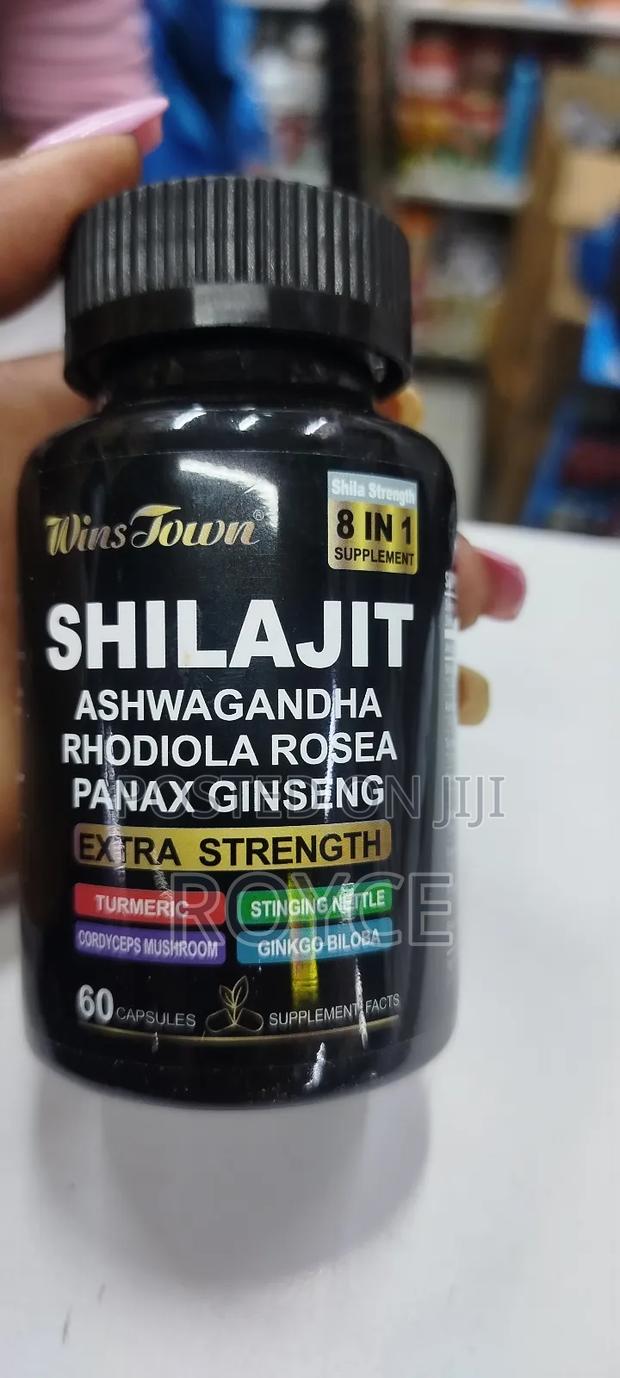 Wins Town®
Shila Strength
8 IN 1
SUPPLEMENT
SHILAJIT
ASHWAGANDHA
RHODIOLA ROSEA
PANAX GINSENG
POSTED ON JIJI
EXTRA STRENGTH
ROYCE
TURMERIC
STINGING NETTLE
CORDYCEPS MUSHROOM
GINKGO BILOBA
60 CAPSULES
SUPPLEMENT FACTS